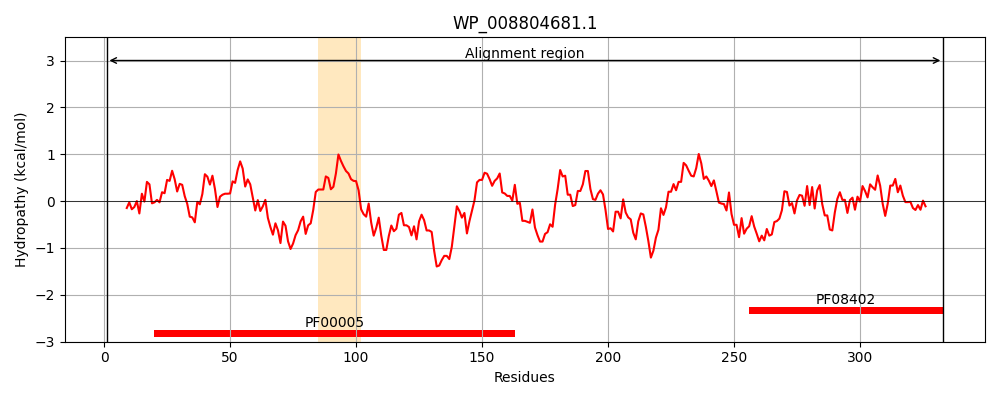 WP_008804681.1
Alignment region
Hydropathy (kcal/mol)
3
2
1
0
−1
−2
−3
PF08402
PF00005
0 50 100 150 200 250 300
Residues